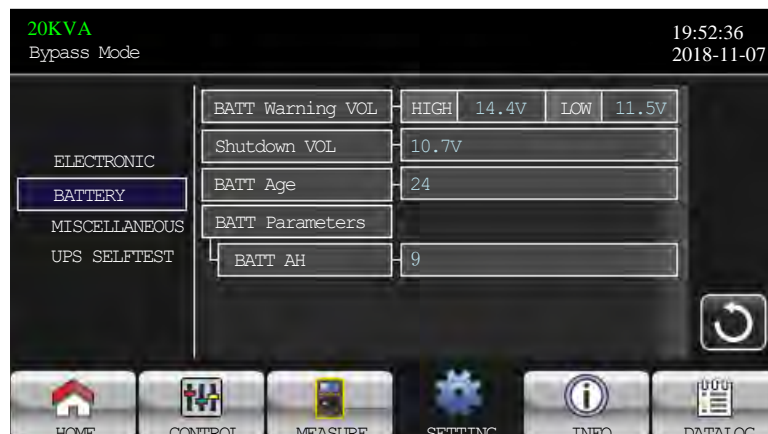 20KVA
Bypass Mode
19:52:36
2018-11-07
ELECTRONIC
BATTERY
MISCELLANEOUS
UPS SELFTEST
BATT Warning VOL HIGH 14.4V LOW 11.5V
Shutdown VOL 10.7V
BATT Age 24
BATT Parameters
BATT AH 9
HOME CONTROL MEASURE SETTING INFO DATALOG